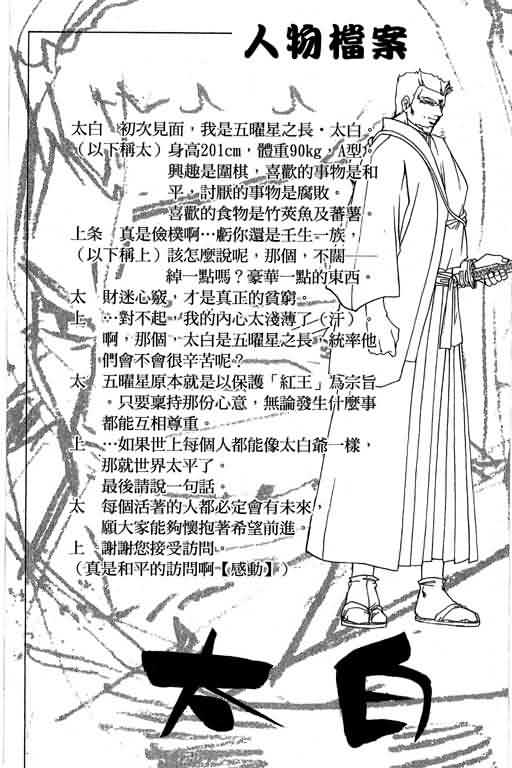 人物檔案
太白　初次見面，我是五曜星之長・太白。
（以下稱太）身高201cm，體重90kg，A型，
興趣是圍棋，喜歡的事物是和
平，討厭的事物是腐敗。
喜歡的食物是竹莢魚及蕃薯。
上条　真是儉樸啊…虧你還是壬生一族，
（以下稱上）該怎麼說呢，那個，不闊
綽一點嗎？豪華一點的東西。
太　財迷心竅，才是真正的貧窮。
上　…對不起，我的內心太淺薄了（汗）。
啊，那個，太白是五曜星之長，統率他
們會不會很辛苦呢？
太　五曜星原本就是以保護「紅王」為宗旨
。只要稟持那份心意，無論發生什麼事
都能互相尊重。
上　…如果世上每個人都能像太白爺一樣，
那就世界太平了。
最後請說一句話。
太　每個活著的人都必定會有未來，
願大家能夠懷抱著希望前進。
上　謝謝您接受訪問。
（真是和平的訪問啊【感動】）
太白